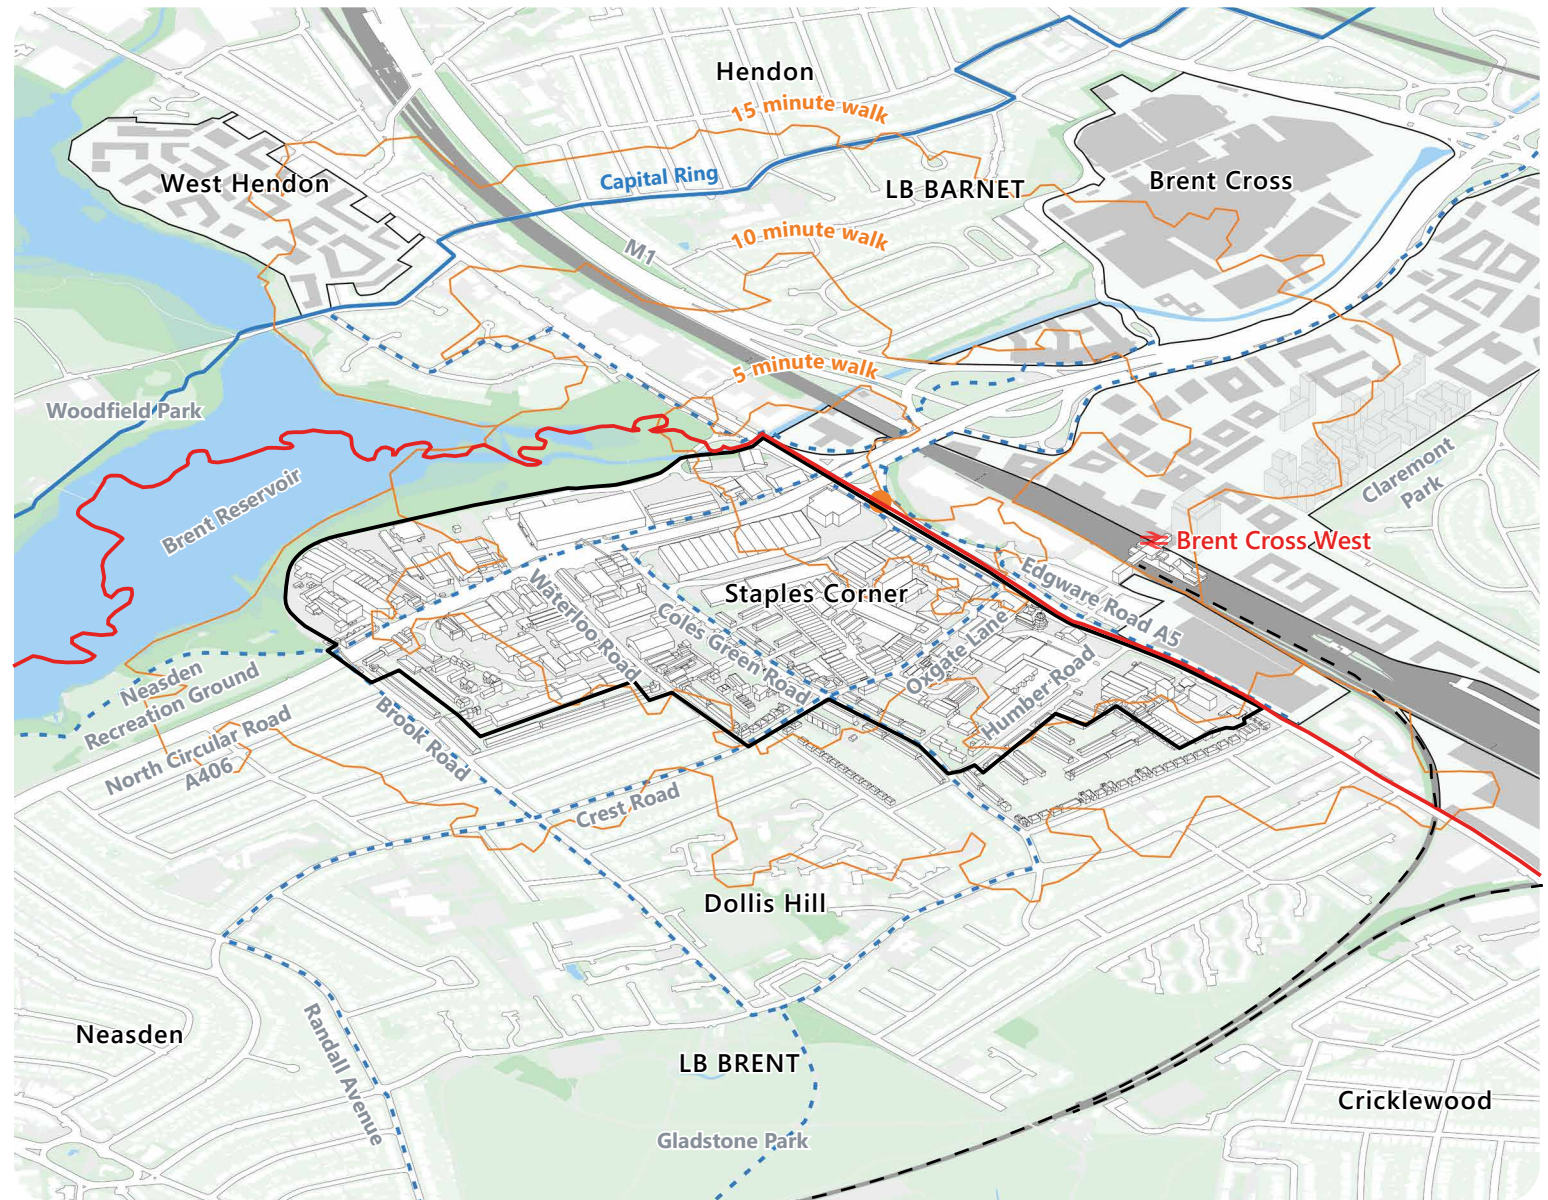 Hendon
15 minute walk
West Hendon
Capital Ring
LB BARNET
Brent Cross
10 minute walk
M1
5 minute walk
Woodfield Park
Claremont
Park
Brent Reservoir
Brent Cross West
Staples Corner
Edgware Road A5
Waterloo Road
Coles Green Road
Oxgate Lane
Humber Road
Neasden
Recreation Ground
North Circular Road
A406
Brook Road
Crest Road
Dollis Hill
Neasden
Randall Avenue
LB BRENT
Cricklewood
Gladstone Park